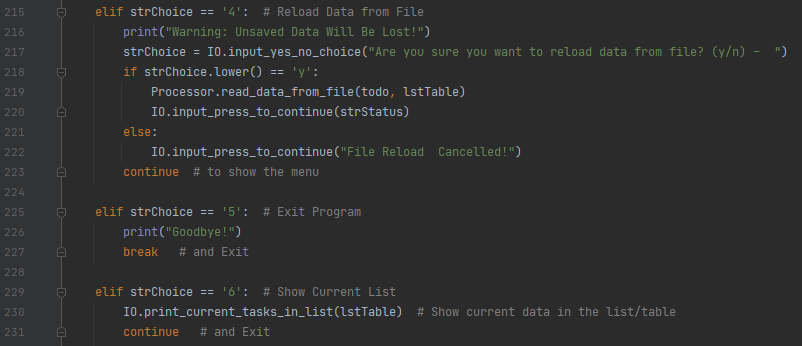 215 elif strChoice == '4':  # Reload Data from File
216 print("Warning: Unsaved Data Will Be Lost!")
217 strChoice = IO.input_yes_no_choice("Are you sure you want to reload data from file? (y/n) -  ")
218 if strChoice.lower() == 'y':
219 Processor.read_data_from_file(todo, lstTable)
220 IO.input_press_to_continue(strStatus)
221 else:
222 IO.input_press_to_continue("File Reload  Cancelled!")
223 continue  # to show the menu
224
225 elif strChoice == '5':  # Exit Program
226 print("Goodbye!")
227 break   # and Exit
228
229 elif strChoice == '6':  # Show Current List
230 IO.print_current_tasks_in_list(lstTable)  # Show current data in the list/table
231 continue   # and Exit